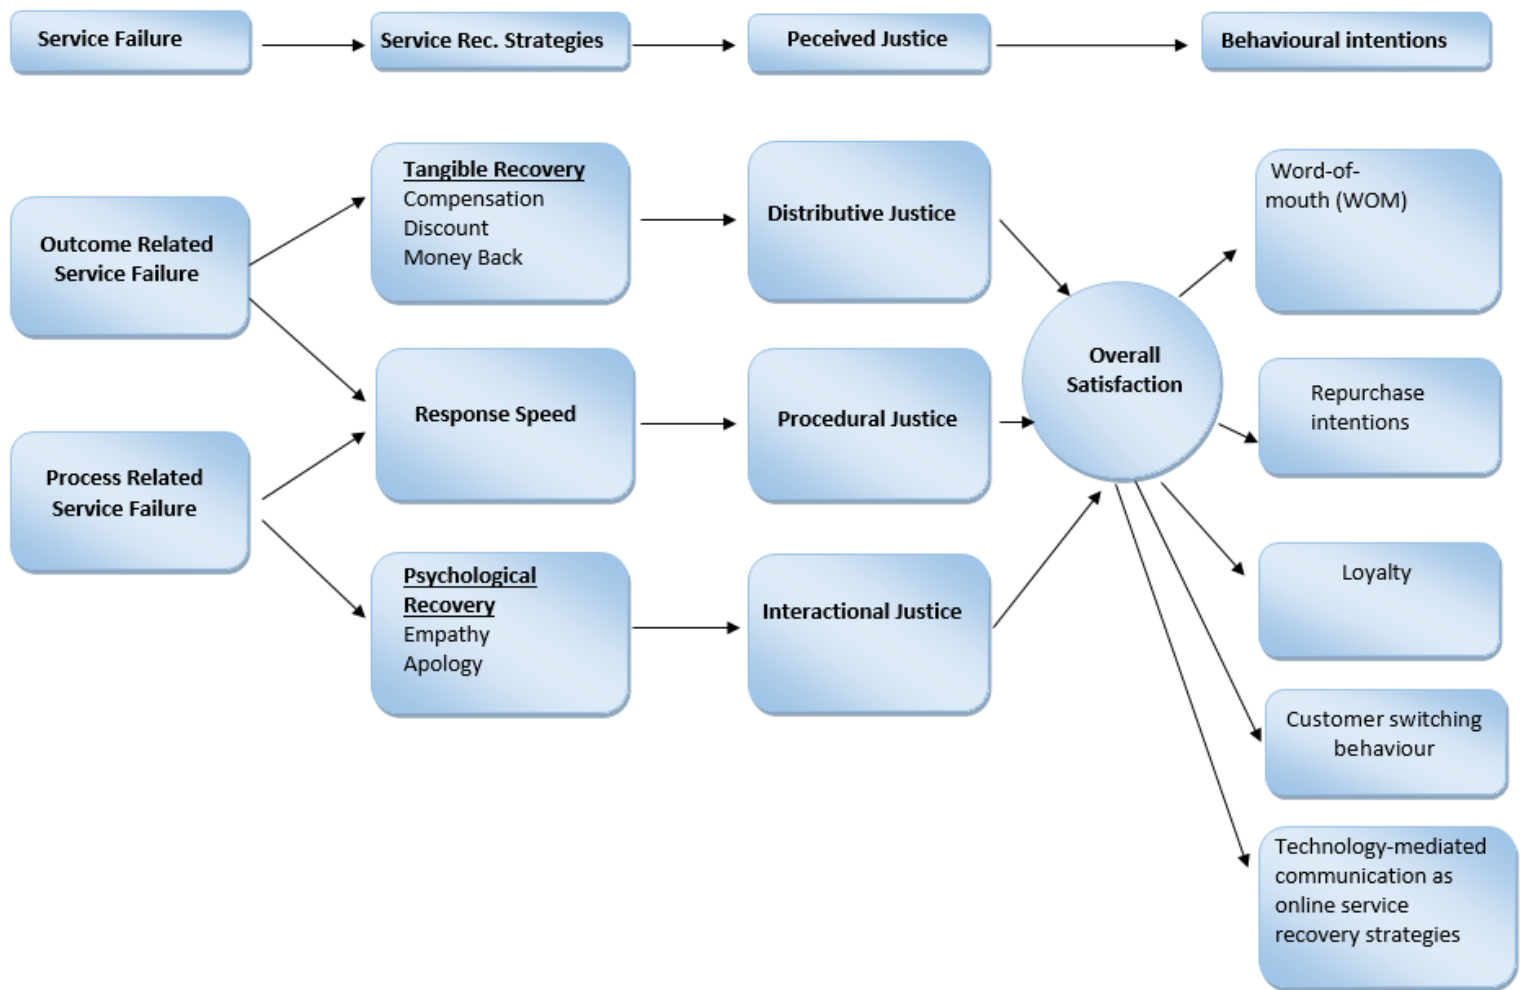 Service Failure
Service Rec. Strategies
Peceived Justice
Behavioural intentions
Outcome Related
Service Failure
Process Related
Service Failure
Tangible Recovery
Compensation
Discount
Money Back
Response Speed
Psychological
Recovery
Empathy
Apology
Distributive Justice
Procedural Justice
Interactional Justice
Overall
Satisfaction
Word-of-
mouth (WOM)
Repurchase
intentions
Loyalty
Customer switching
behaviour
Technology-mediated
communication as
online service
recovery strategies